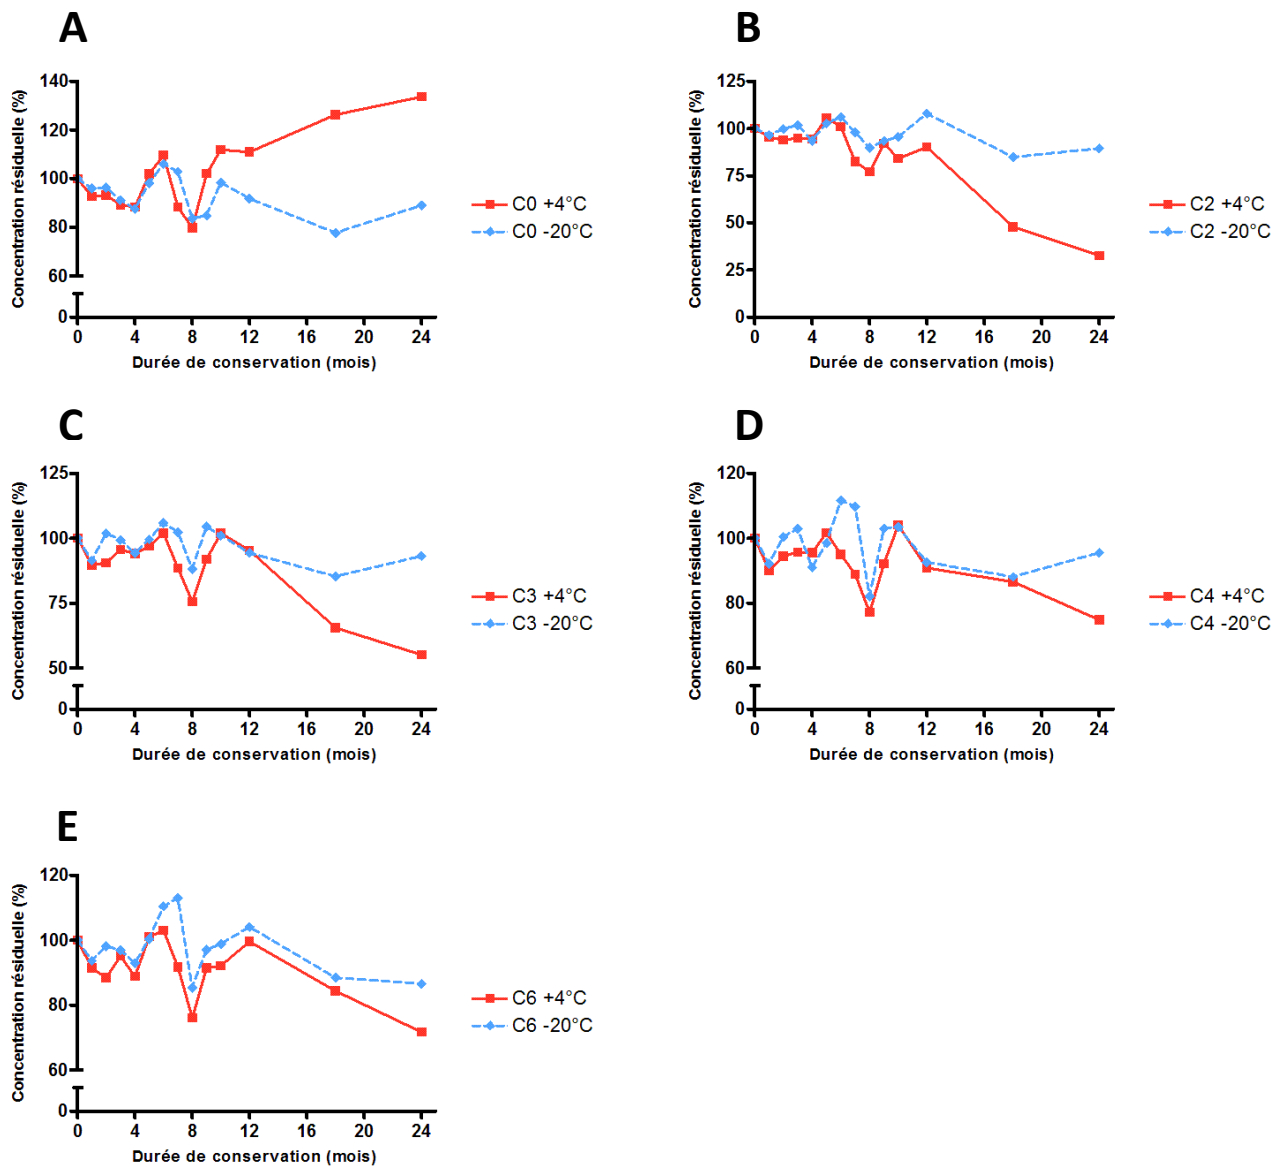 A
Concentration résiduelle (%)
140
120
100
80
60
0
0 4 8 12 16 20 24
Durée de conservation (mois)
C0 +4°C
C0 -20°C
B
Concentration résiduelle (%)
125
100
75
50
25
0
0 4 8 12 16 20 24
Durée de conservation (mois)
C2 +4°C
C2 -20°C
C
Concentration résiduelle (%)
125
100
75
50
0
0 4 8 12 16 20 24
Durée de conservation (mois)
C3 +4°C
C3 -20°C
D
Concentration résiduelle (%)
120
100
80
60
0
0 4 8 12 16 20 24
Durée de conservation (mois)
C4 +4°C
C4 -20°C
E
Concentration résiduelle (%)
120
100
80
60
0
0 4 8 12 16 20 24
Durée de conservation (mois)
C6 +4°C
C6 -20°C